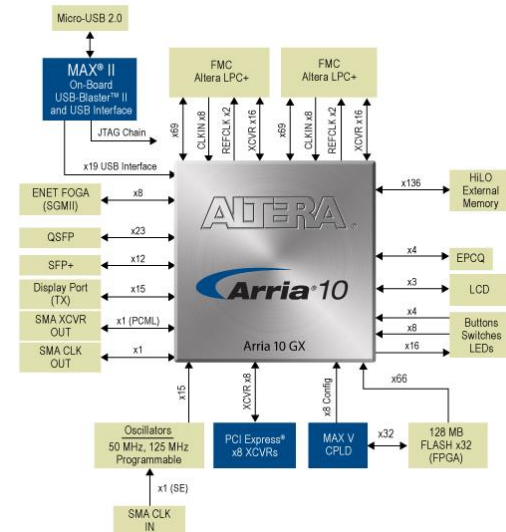 Micro-USB 2.0
MAX® II
On-Board
USB-Blaster™ II
and USB Interface
JTAG Chain
x19 USB Interface
FMC
Altera LPC+
FMC
Altera LPC+
x69
CLKIN x8
REFCLK x2
XCVR x16
x69
CLKIN x8
REFCLK x2
XCVR x16
ENET FOGA
(SGMII)
x8
QSFP
x23
SFP+
x12
Display Port
(TX)
x15
SMA XCVR
OUT
x1 (PCML)
SMA CLK
OUT
x1
ALTERA®
Arria® 10
Arria 10 GX
x136
HiLO
External
Memory
x4
EPCQ
x3
LCD
x4
x8
x16
Buttons
Switches
LEDs
x15
XCVR x8
x8 Config
x66
Oscillators
50 MHz, 125 MHz
Programmable
PCI Express®
x8 XCVRs
MAX V
CPLD
x32
128 MB
FLASH x32
(FPGA)
x1 (SE)
SMA CLK
IN